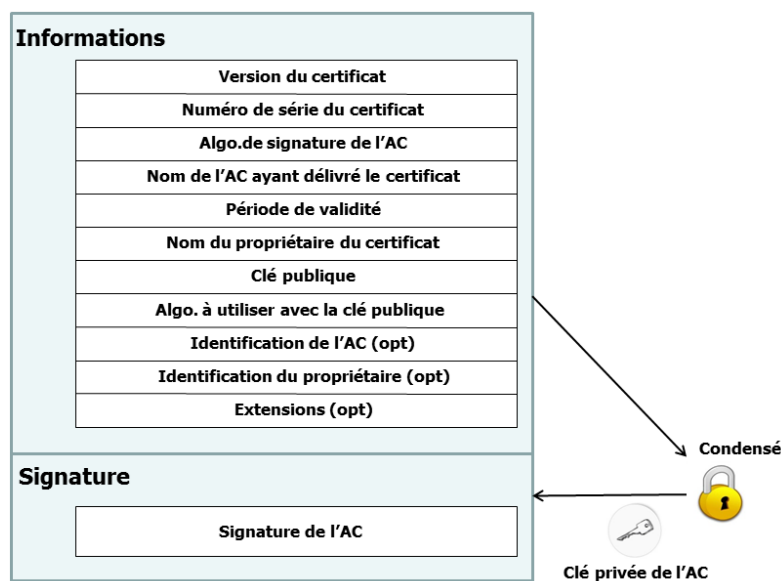 Informations
Version du certificat
Numéro de série du certificat
Algo.de signature de l'AC
Nom de l'AC ayant délivré le certificat
Période de validité
Nom du propriétaire du certificat
Clé publique
Algo. à utiliser avec la clé publique
Identification de l'AC (opt)
Identification du propriétaire (opt)
Extensions (opt)
Condensé
Signature
Signature de l'AC
Clé privée de l'AC